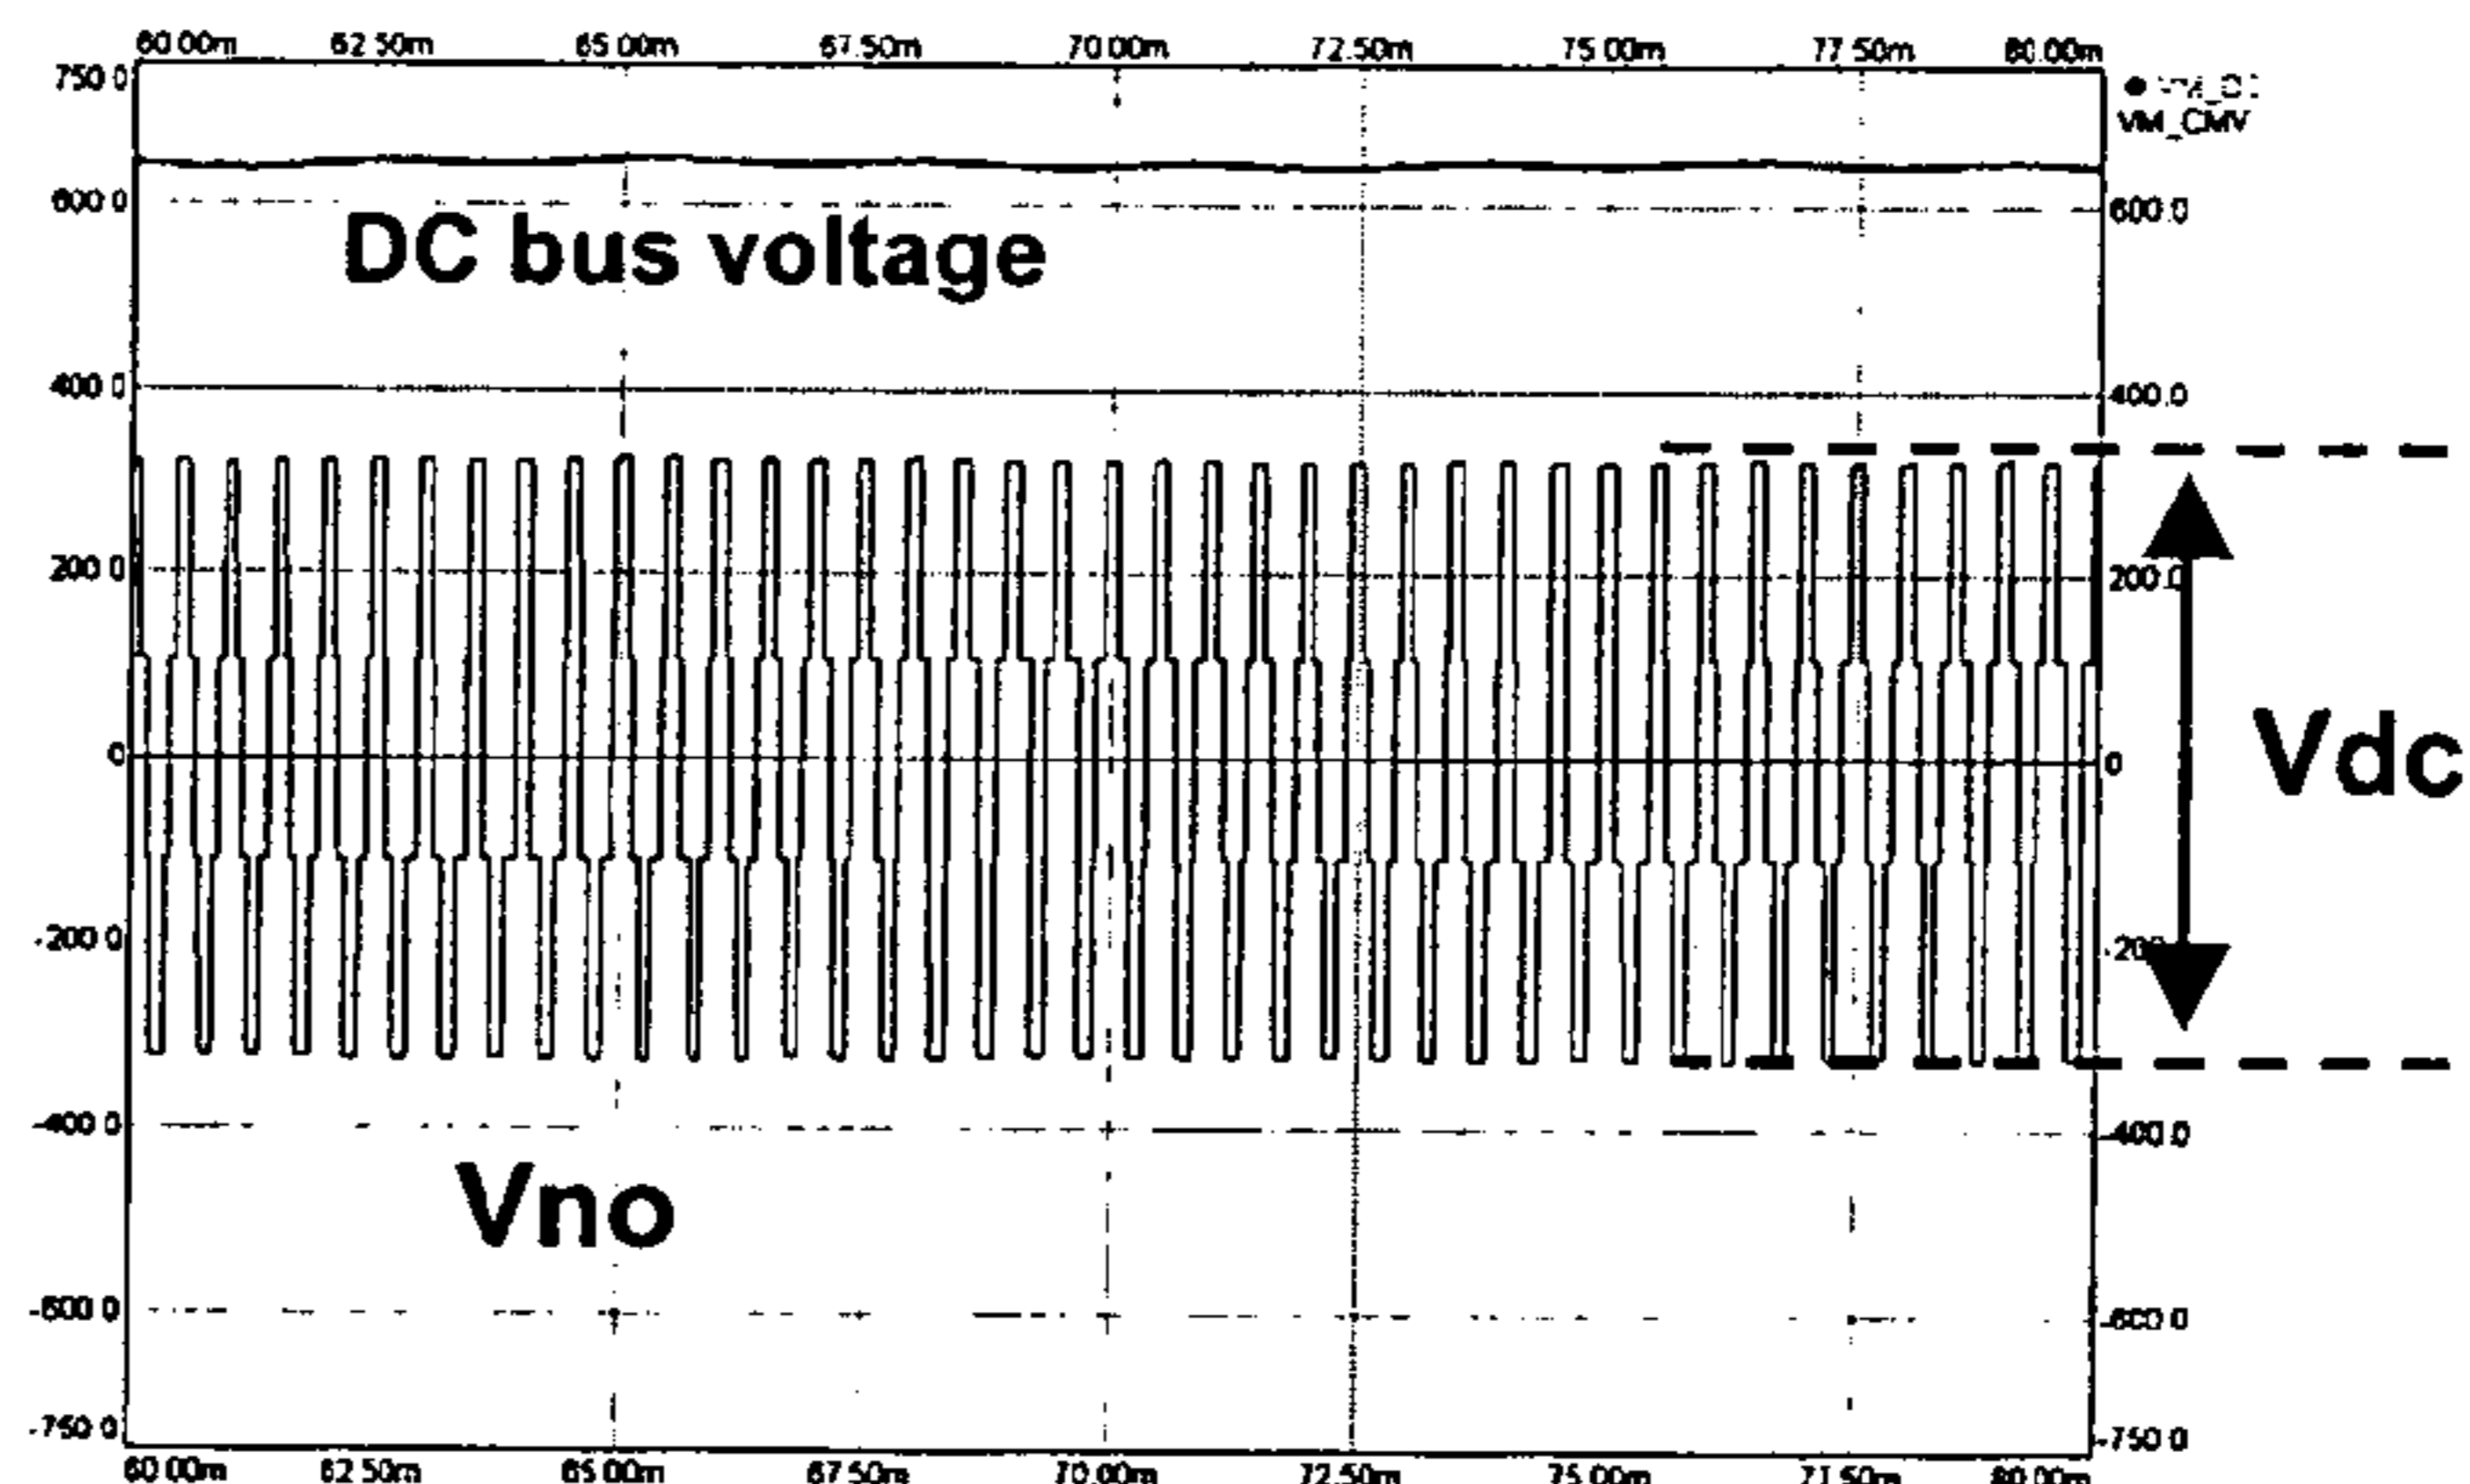 60 00m 62 50m 65 00m 67.50m 70 00m 72.50m 75 00m 77 50m 80.00m
750 0
VM_CMV
600 0 600 0
DC bus voltage
400 0 400.0
200 0 200.0
0 0
Vdc
-200 0 -200
-400 0 -400 0
Vno
-600 0 -600 0
-750 0 -750 0
60 00m 62 50m 65 00m 67 50m 70 00m 72.50m 75 00m 77 50m 80 00m